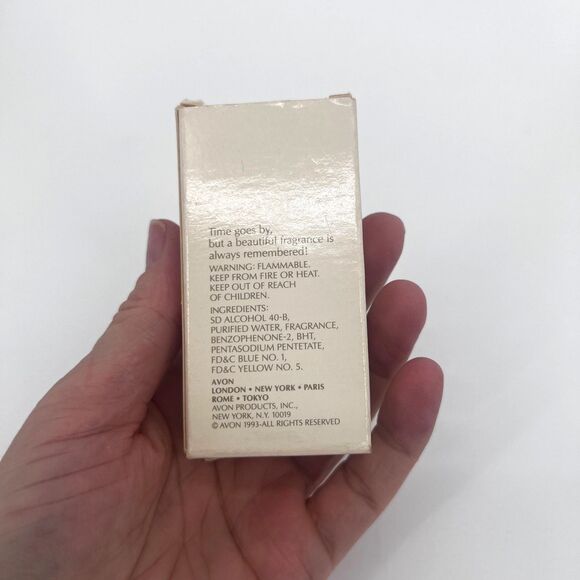 Time goes by,
but a beautiful fragrance is
always remembered!
WARNING: FLAMMABLE.
KEEP FROM FIRE OR HEAT.
KEEP OUT OF REACH
OF CHILDREN.
INGREDIENTS:
SD ALCOHOL 40-B,
PURIFIED WATER, FRAGRANCE,
BENZOPHENONE-2, BHT,
PENTASODIUM PENTETATE,
FD&C BLUE NO. 1,
FD&C YELLOW NO. 5.
AVON
LONDON • NEW YORK • PARIS
ROME • TOKYO
AVON PRODUCTS, INC.,
NEW YORK, N.Y. 10019
© AVON 1993-ALL RIGHTS RESERVED